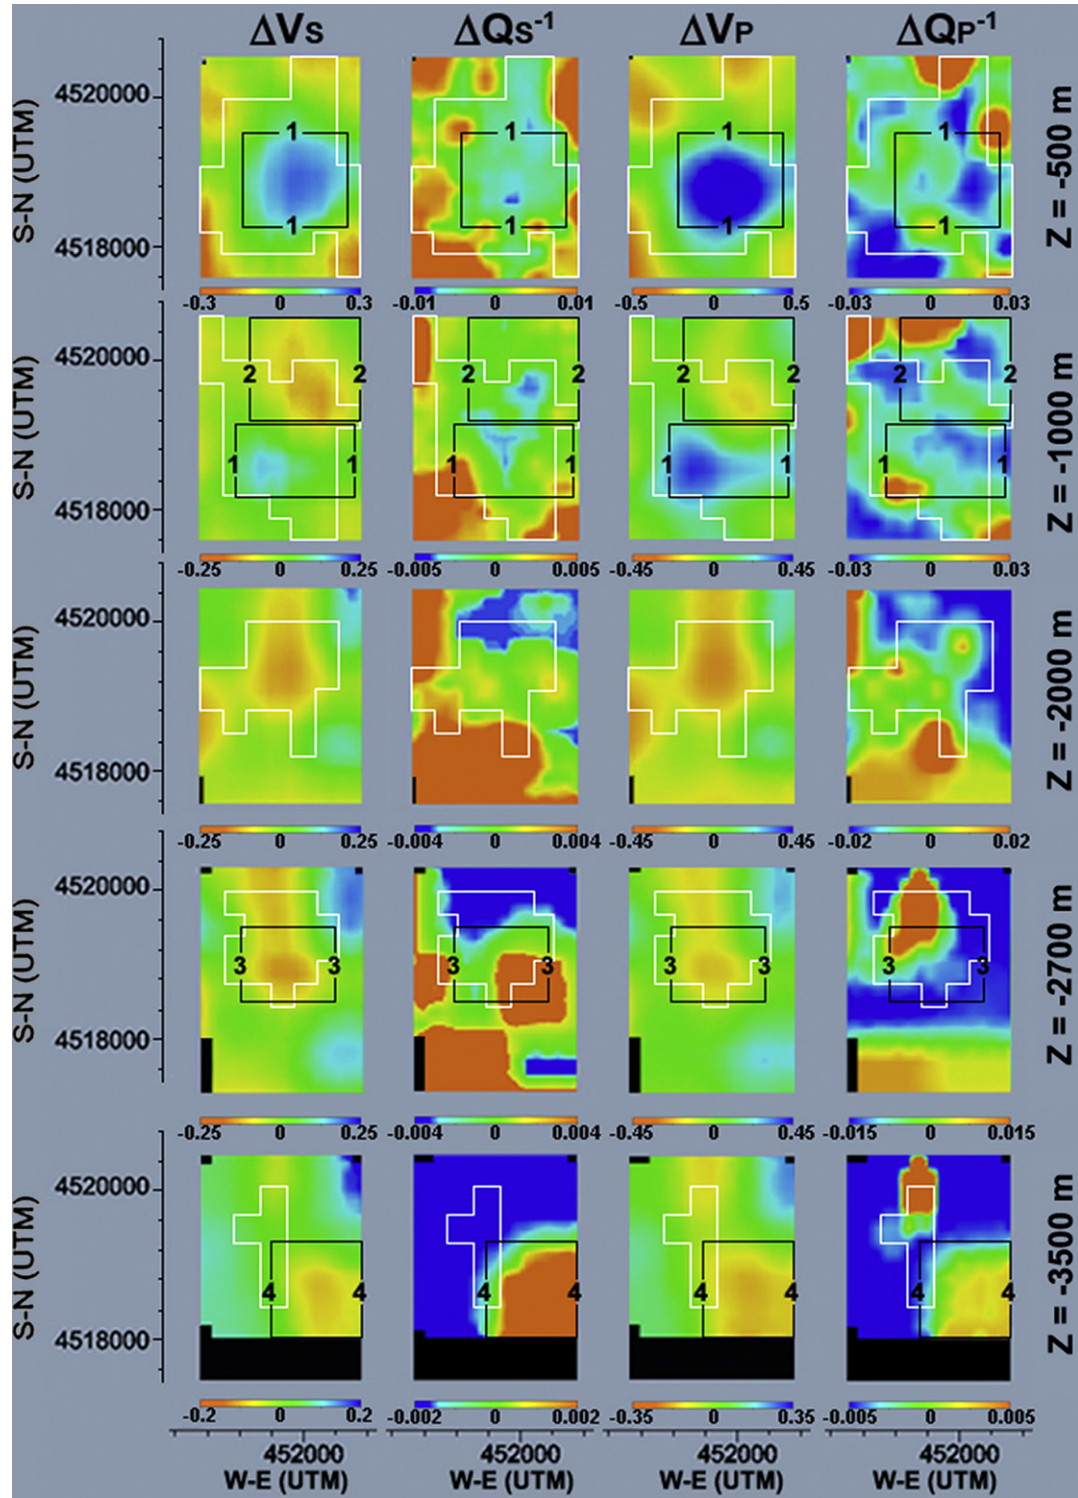 ΔVS ΔQS-1 ΔVP ΔQP-1
S-N (UTM) 4520000 4518000 1 1 1 1 1 1 1 1 Z = -500 m
-0.3 0 0.3 -0.01 0 0.01 -0.5 0 0.5 -0.03 0 0.03
S-N (UTM) 4520000 4518000 2 2 2 2 2 2 2 2 1 1 1 1 1 1 1 1 Z = -1000 m
-0.25 0 0.25 -0.005 0 0.005 -0.45 0 0.45 -0.03 0 0.03
S-N (UTM) 4520000 4518000 Z = -2000 m
-0.25 0 0.25 -0.004 0 0.004 -0.45 0 0.45 -0.02 0 0.02
S-N (UTM) 4520000 4518000 3 3 3 3 3 3 3 3 Z = -2700 m
-0.25 0 0.25 -0.004 0 0.004 -0.45 0 0.45 -0.015 0 0.015
S-N (UTM) 4520000 4518000 4 4 4 4 4 4 4 4 Z = -3500 m
-0.2 0 0.2 -0.002 0 0.002 -0.35 0 0.35 -0.005 0 0.005
452000 452000 452000 452000
W-E (UTM) W-E (UTM) W-E (UTM) W-E (UTM)